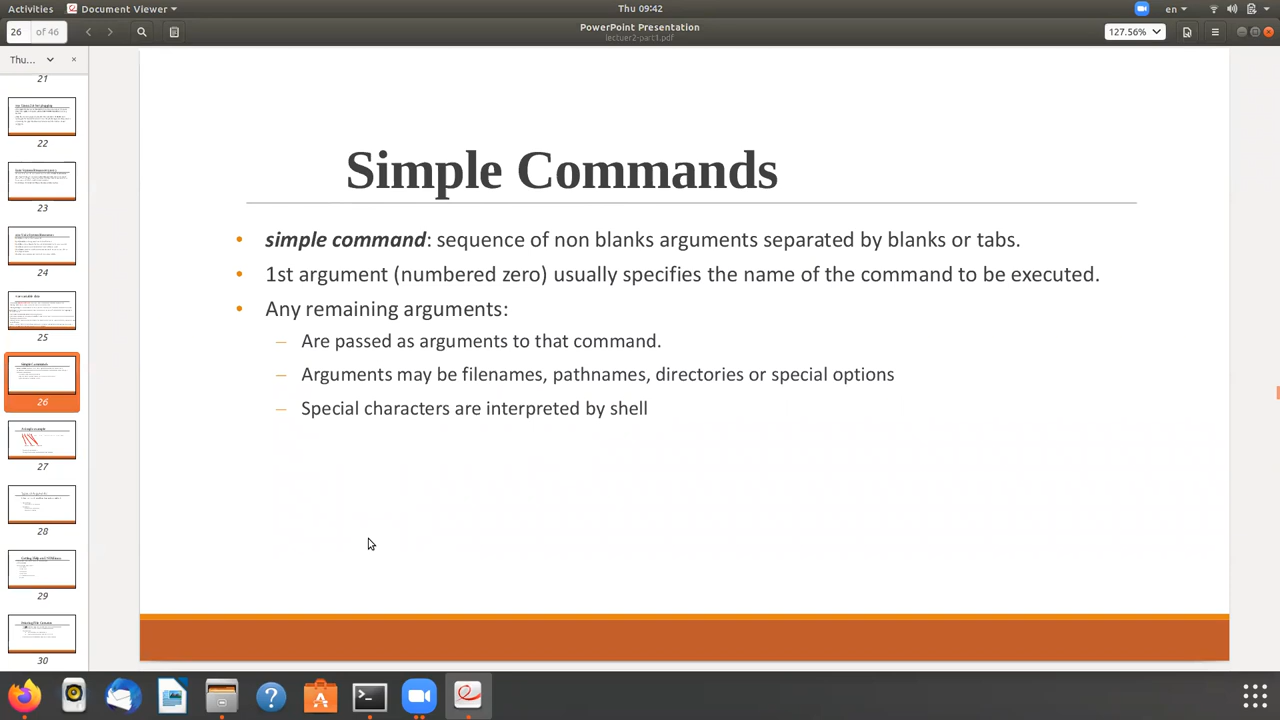 Activities Document Viewer Thu 09:42 en
26 of 46 PowerPoint Presentation 127.56%
lectuer2-part1.pdf
Thu...
21
22
23
24
25
26
27
28
29
30
Simple Commands
• simple command: sequence of non blanks arguments separated by blanks or tabs.
• 1st argument (numbered zero) usually specifies the name of the command to be executed.
• Any remaining arguments:
– Are passed as arguments to that command.
– Arguments may be filenames, pathnames, directories or special options
– Special characters are interpreted by shell